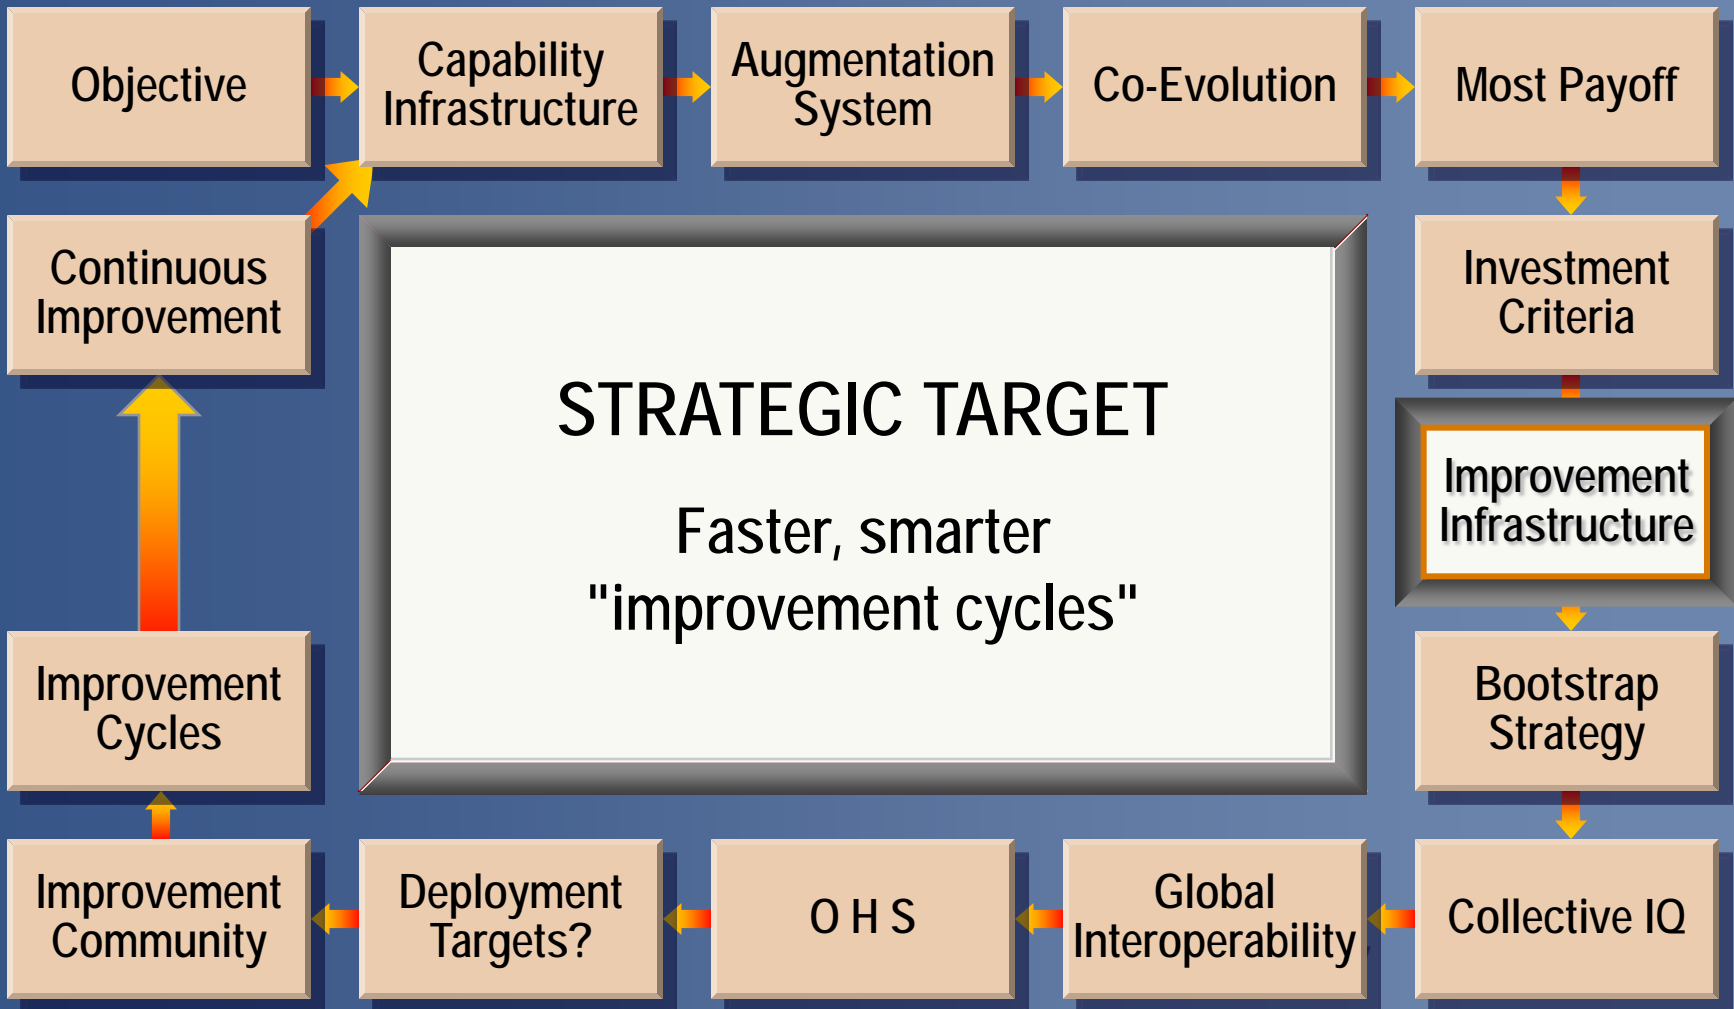 Objective
Capability
Infrastructure
Augmentation
System
Co-Evolution
Most Payoff
Continuous
Improvement
Investment
Criteria
STRATEGIC TARGET
Faster, smarter
"improvement cycles"
Improvement
Infrastructure
Improvement
Cycles
Bootstrap
Strategy
Improvement
Community
Deployment
Targets?
O H S
Global
Interoperability
Collective IQ